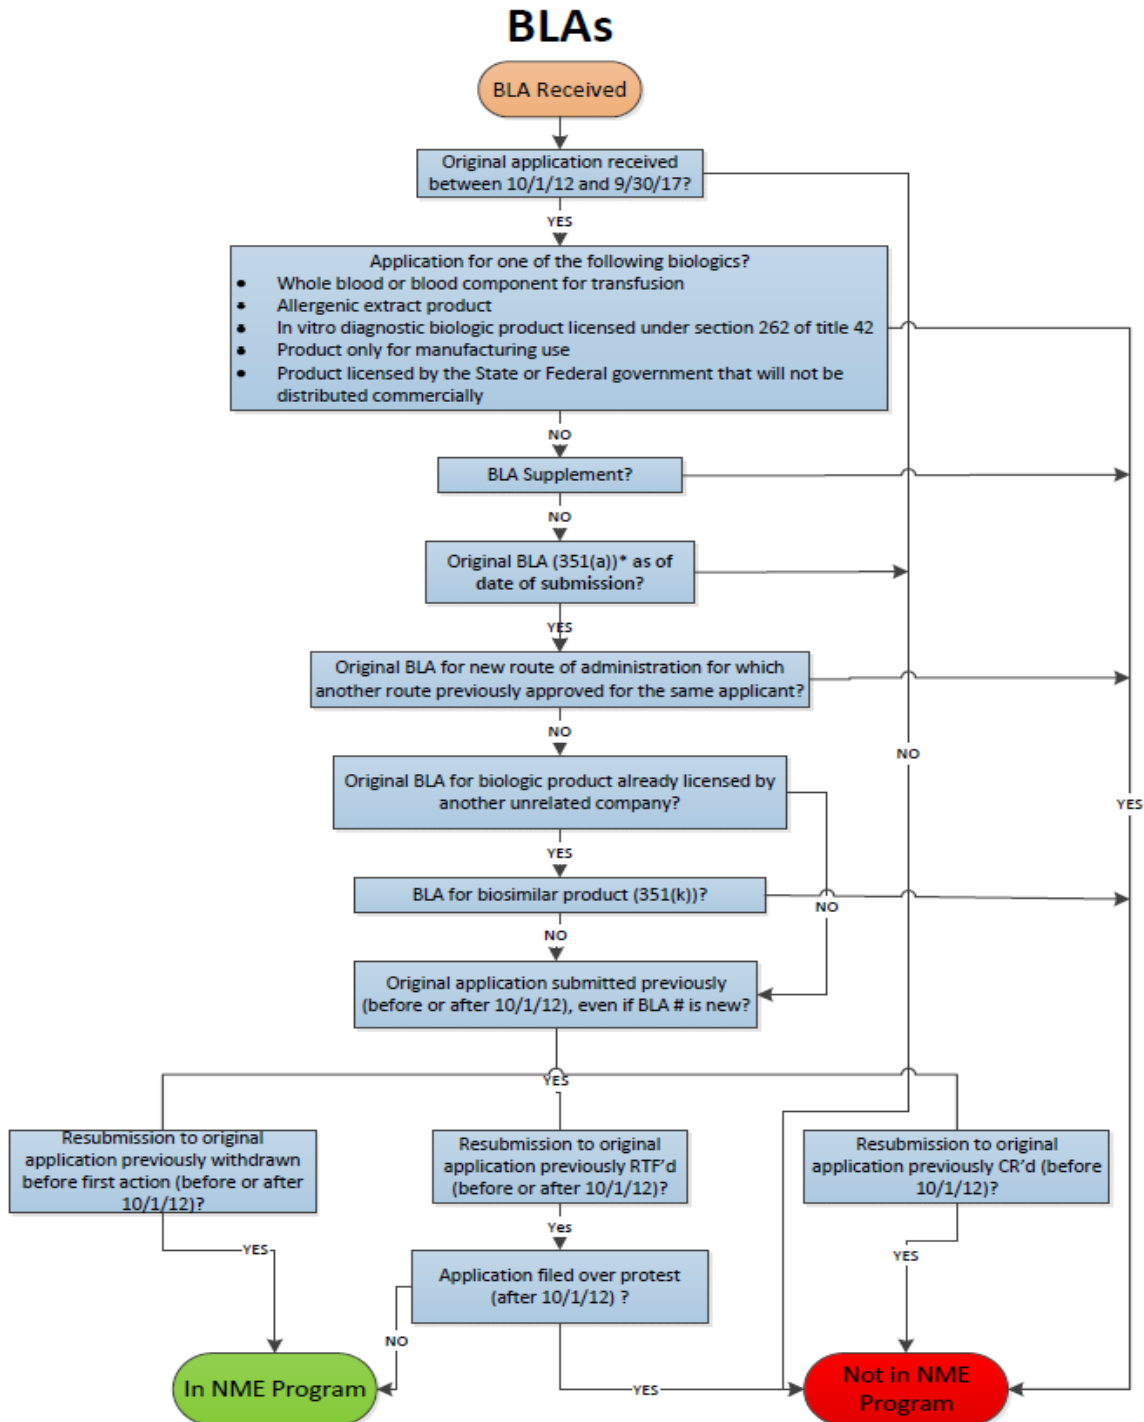 BLAs
BLA Received
Original application received
between 10/1/12 and 9/30/17?
YES
Application for one of the following biologics?
• Whole blood or blood component for transfusion
• Allergenic extract product
• In vitro diagnostic biologic product licensed under section 262 of title 42
• Product only for manufacturing use
• Product licensed by the State or Federal government that will not be
distributed commercially
NO
BLA Supplement?
NO
Original BLA (351(a))* as of
date of submission?
YES
Original BLA for new route of administration for which
another route previously approved for the same applicant?
NO
NO
Original BLA for biologic product already licensed by
another unrelated company?
YES
YES
BLA for biosimilar product (351(k))?
NO
NO
Original application submitted previously
(before or after 10/1/12), even if BLA # is new?
YES
Resubmission to original
application previously withdrawn
before first action (before or after
10/1/12)?
Resubmission to original
application previously RTF'd
(before or after 10/1/12)?
Resubmission to original
application previously CR'd (before
10/1/12)?
Yes
YES
YES
Application filed over protest
(after 10/1/12) ?
NO
In NME Program
YES
Not in NME
Program